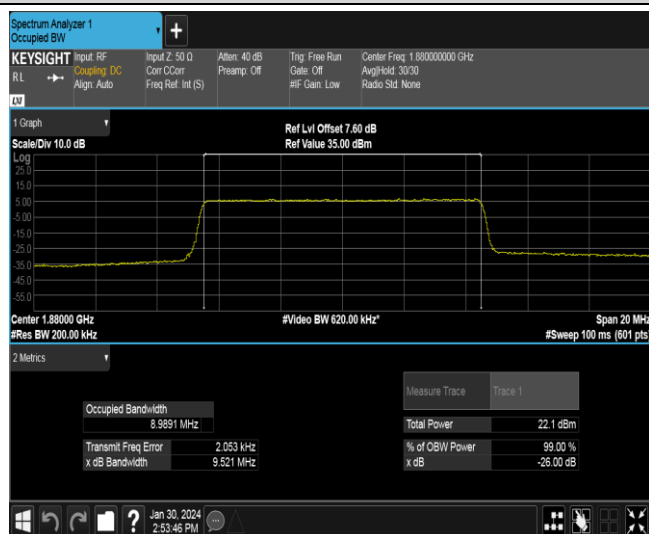 Spectrum Analyzer 1
Occupied BW
+
KEYSIGHT Input: RF Input Z: 50 Ω Atten: 40 dB Trig: Free Run Center Freq: 1.880000000 GHz
RL Coupling: DC Corr CCorr Preamp: Off Gate: Off Avg|Hold: 30/30
Align: Auto Freq Ref: Int (S) #IF Gain: Low Radio Std: None
LXI
1 Graph Ref Lvl Offset 7.60 dB
Scale/Div 10.0 dB Ref Value 35.00 dBm
Log
25.0
15.0
5.00
-5.00
-15.0
-25.0
-35.0
-45.0
-55.0
Center 1.88000 GHz #Video BW 620.00 kHz* Span 20 MHz
#Res BW 200.00 kHz #Sweep 100 ms (601 pts)
2 Metrics
Measure Trace Trace 1
Occupied Bandwidth
8.9891 MHz Total Power 22.1 dBm
Transmit Freq Error 2.053 kHz % of OBW Power 99.00 %
x dB Bandwidth 9.521 MHz x dB -26.00 dB
? Jan 30, 2024
2:53:46 PM